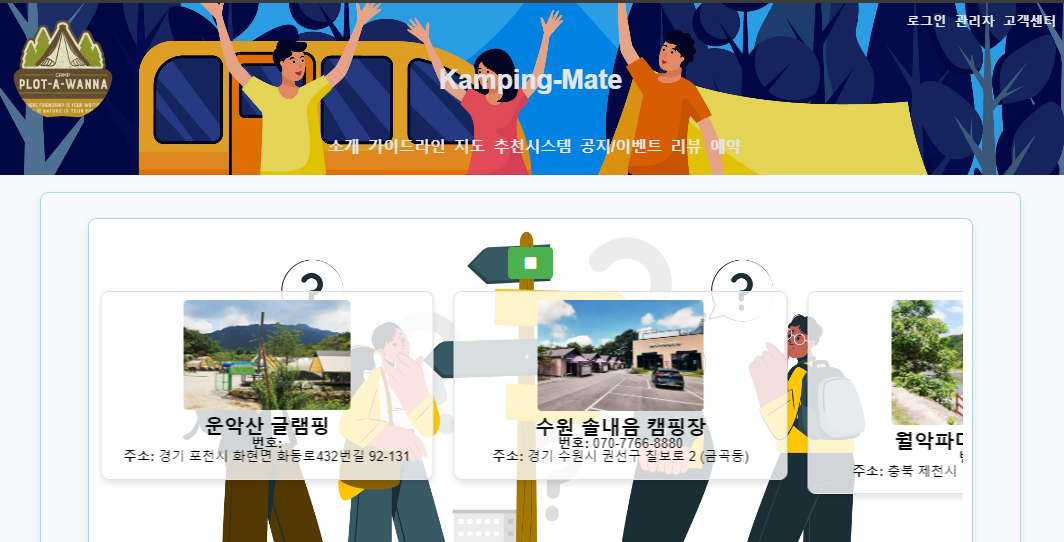 로그인 관리자 고객센터
CAMP
PLOT-A-WANNA
Kamping-Mate
소개 가이드라인 지도 추천시스템 공지/이벤트 리뷰 예약
?
?
운악산 글램핑
번호:
주소: 경기 포천시 화현면 화동로432번길 92-131
수원 솔내음 캠핑장
번호: 070-7766-8880
주소: 경기 수원시 권선구 칠보로 2 (금곡동)
월악파
주소: 충북 제천시